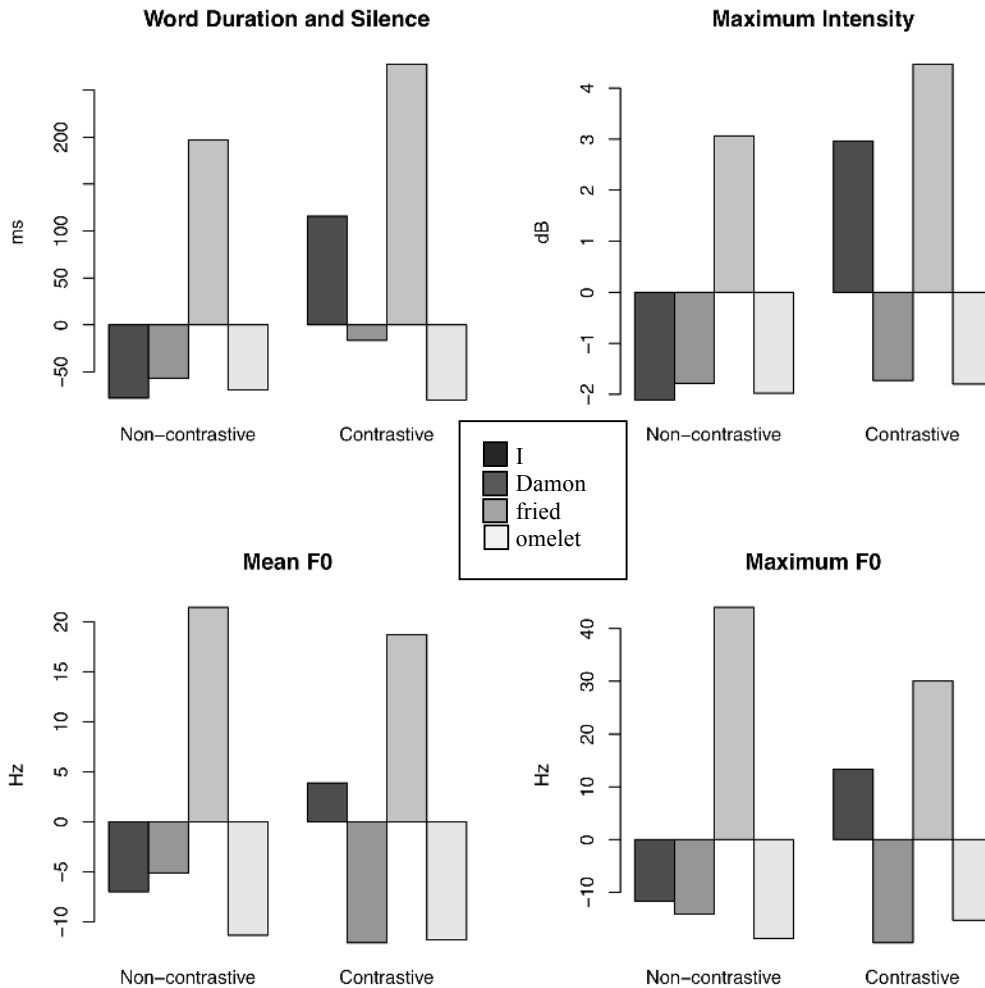 Word Duration and Silence
ms
200
100
50
0
−50
Non−contrastive
Contrastive
Maximum Intensity
dB
4
3
2
1
0
−1
−2
Non−contrastive
Contrastive
I
Damon
fried
omelet
Mean F0
Hz
20
15
10
5
0
−5
−10
Non−contrastive
Contrastive
Maximum F0
Hz
40
30
20
10
0
−10
Non−contrastive
Contrastive